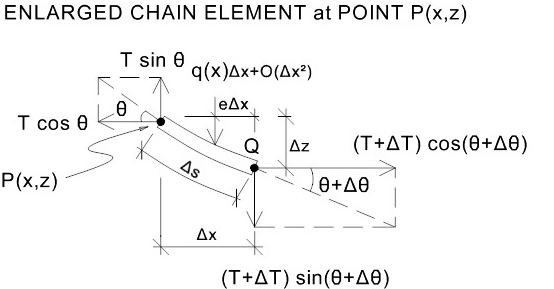 ENLARGED CHAIN ELEMENT at POINT P(x,z)
T sin θ
q(x)Δx+O(Δx²)
θ
eΔx
T cos θ
Q
Δz
(T+ΔT) cos(θ+Δθ)
P(x,z)
Δs
θ+Δθ
Δx
(T+ΔT) sin(θ+Δθ)